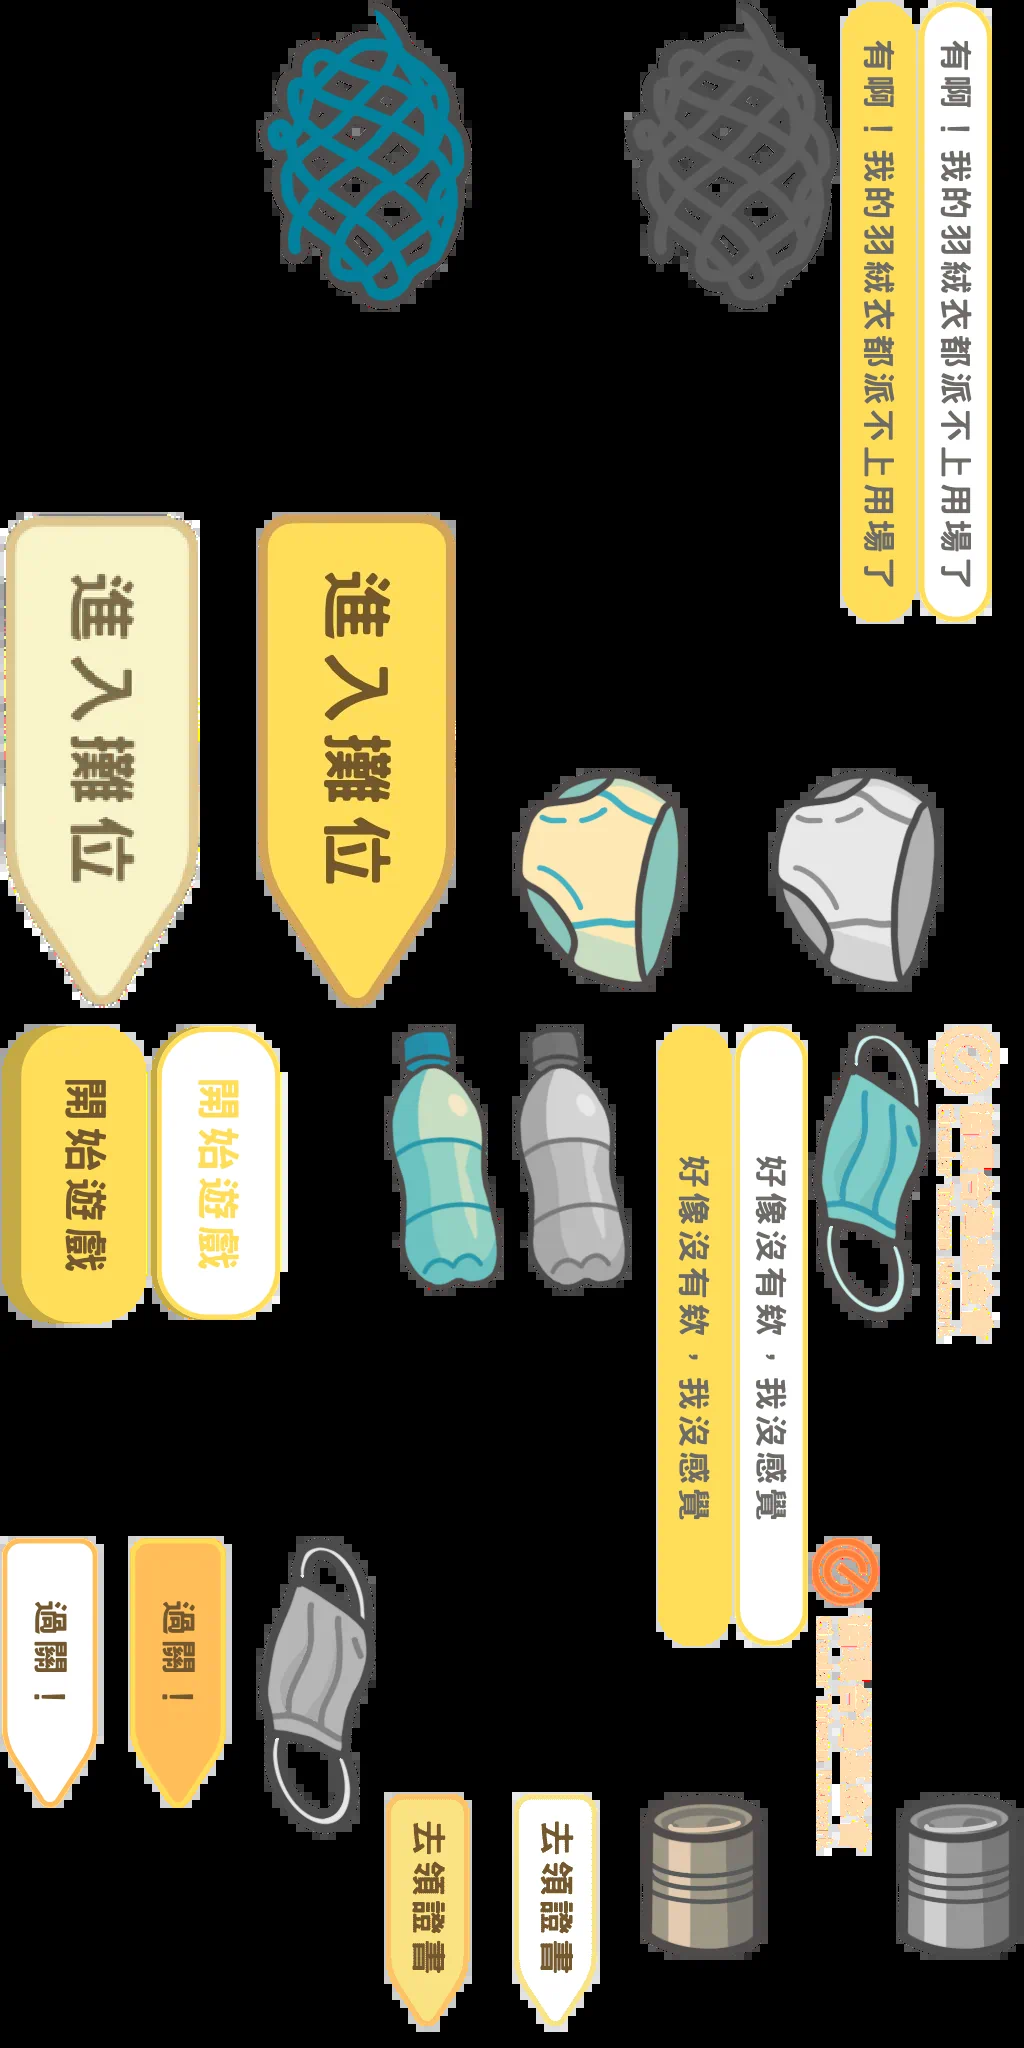 有啊！我的羽絨衣都派不上用場了
有啊！我的羽絨衣都派不上用場了
進入攤位
進入攤位
開始遊戲
開始遊戲
好像沒有欸，我沒感覺
好像沒有欸，我沒感覺
過關！
過關！
去領證書
去領證書